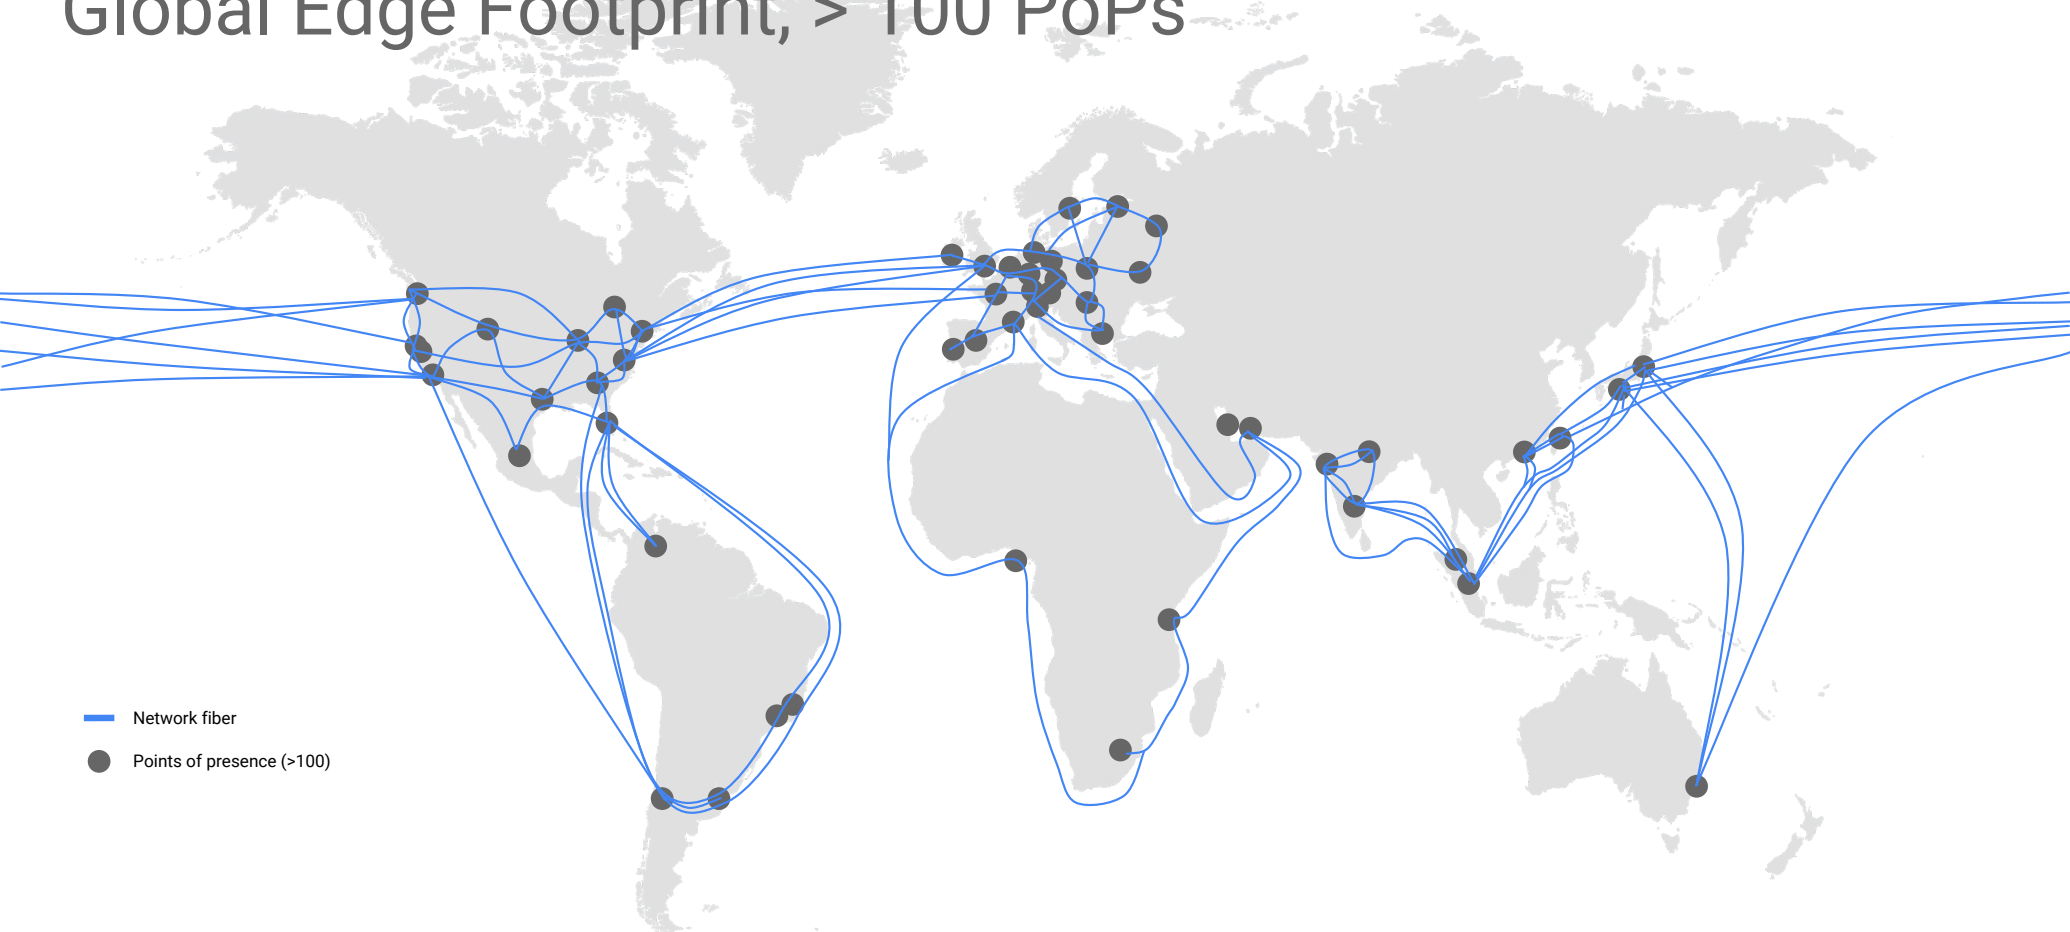 Global Edge Footprint, > 100 PoPs
Network fiber
Points of presence (>100)